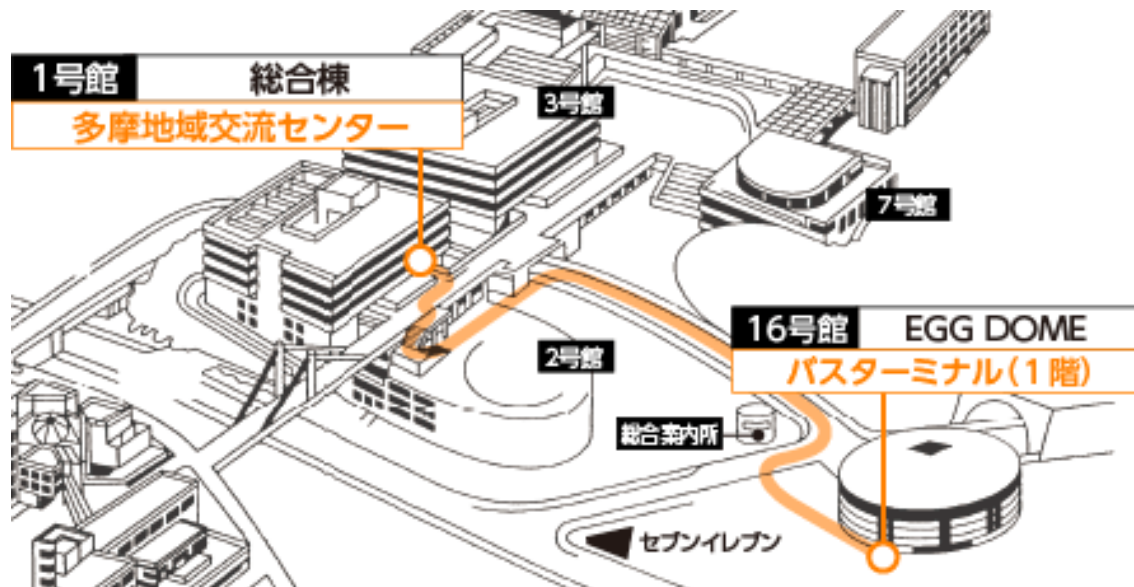 1号館 総合棟
多摩地域交流センター
3号館
7号館
16号館 EGG DOME
バスターミナル(1階)
2号館
総合案内所
セブンイレブン